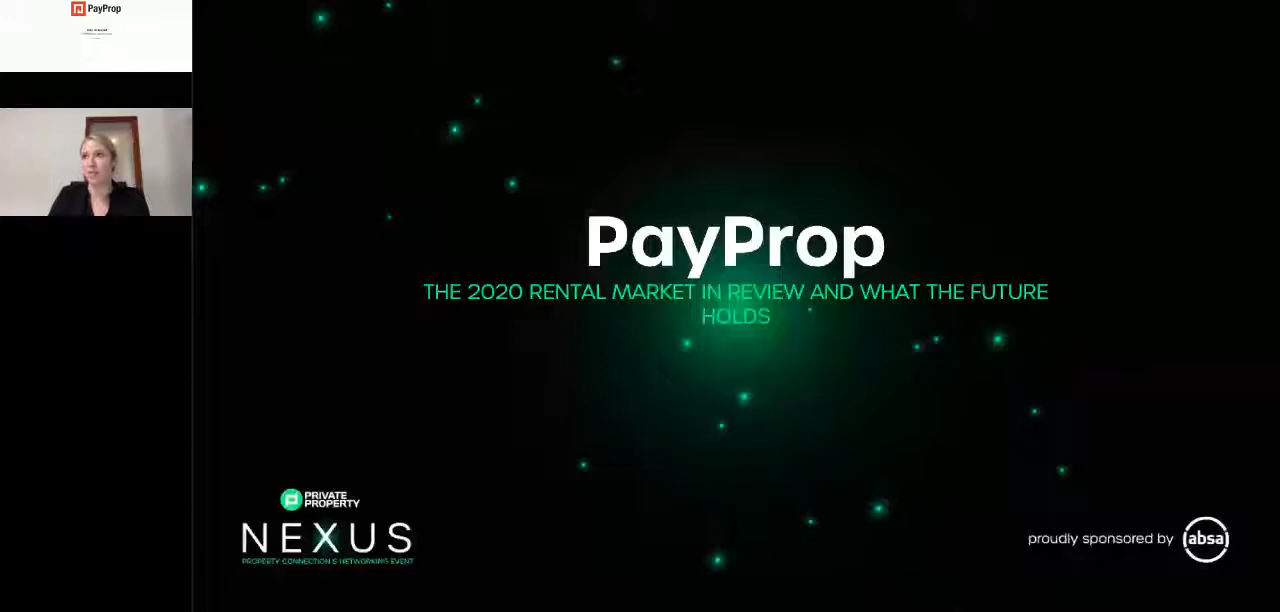 PayProp
PayProp
THE 2020 RENTAL MARKET IN REVIEW AND WHAT THE FUTURE
HOLDS
PRIVATE
PROPERTY
NEXUS
PROPERTY CONNECTION & NETWORKING EVENT
proudly sponsored by
absa